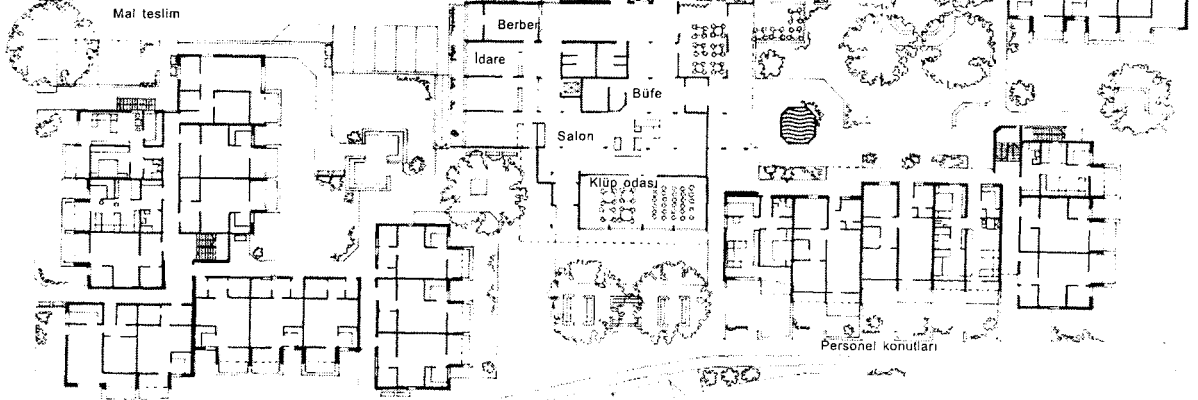 Mal teslim
Berber
İdare
Büfe
Salon
Klüp odası
Personel konutları